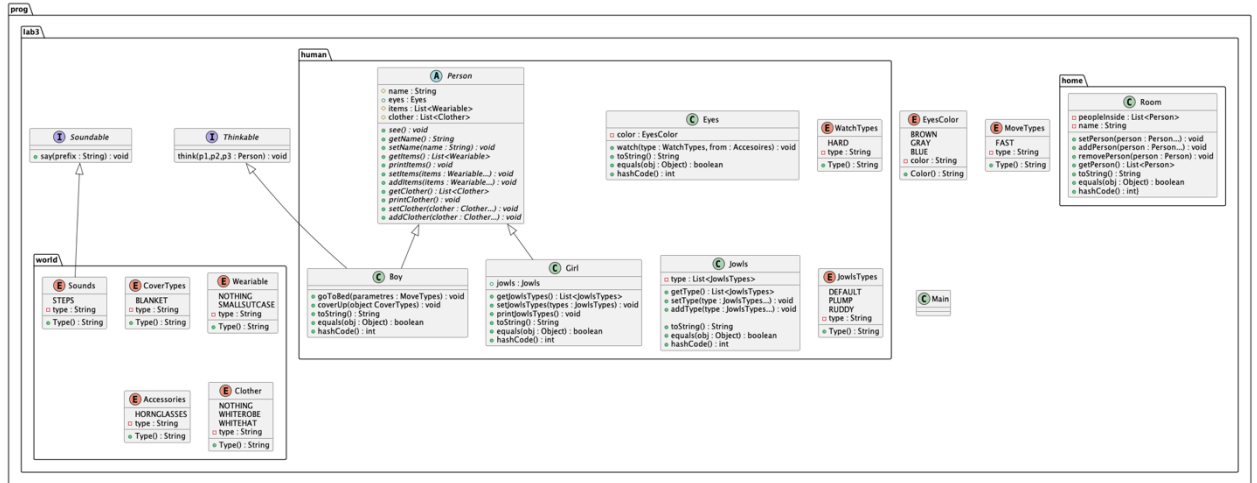 prog
lab3
human
A Person
name : String
eyes : Eyes
items : List<Weariable>
clother : List<Clother>
see() : void
getName() : String
setName(name : String) : void
getItems() : List<Weariable>
printItems() : void
setItems(items : Weariable...) : void
addItems(items : Weariable...) : void
getClother() : List<Clother>
printClother() : void
setClother(clother : Clother...) : void
addClother(clother : Clother...) : void
C Eyes
color : EyesColor
watch(type : WatchTypes, from : Accesoires) : void
toString() : String
equals(obj : Object) : boolean
hashCode() : int
E WatchTypes
HARD
type : String
Type() : String
E EyesColor
BROWN
GRAY
BLUE
color : String
Color() : String
E MoveTypes
FAST
type : String
Type() : String
home
C Room
peopleInside : List<Person>
name : String
setPerson(person : Person...) : void
addPerson(person : Person...) : void
removePerson(person : Person) : void
getPerson() : List<Person>
toString() : String
equals(obj : Object) : boolean
hashCode() : int}
I Soundable
say(prefix : String) : void
I Thinkable
think(p1,p2,p3 : Person) : void
world
E Sounds
STEPS
type : String
Type() : String
E CoverTypes
BLANKET
type : String
Type() : String
E Weariable
NOTHING
SMALLSUTCASE
type : String
Type() : String
C Boy
goToBed(parametres : MoveTypes) : void
coverUp(object CoverTypes) : void
toString() : String
equals(obj : Object) : boolean
hashCode() : int
C Girl
jowls : Jowls
getJowlsTypes() : List<JowlsTypes>
setJowlsTypes(types : JowlsTypes) : void
printJowlsTypes() : void
toString() : String
equals(obj : Object) : boolean
hashCode() : int
C Jowls
type : List<JowlsTypes>
getType() : List<JowlsTypes>
setType(type : JowlsTypes...) : void
addType(type : JowlsTypes...) : void
toString() : String
equals(obj : Object) : boolean
hashCode() : int
E JowlsTypes
DEFAULT
PLUMP
RUDDY
type : String
Type() : String
C Main
E Accessories
HORNGLASSES
type : String
Type() : String
E Clother
NOTHING
WHITEROBE
WHITEHAT
type : String
Type() : String